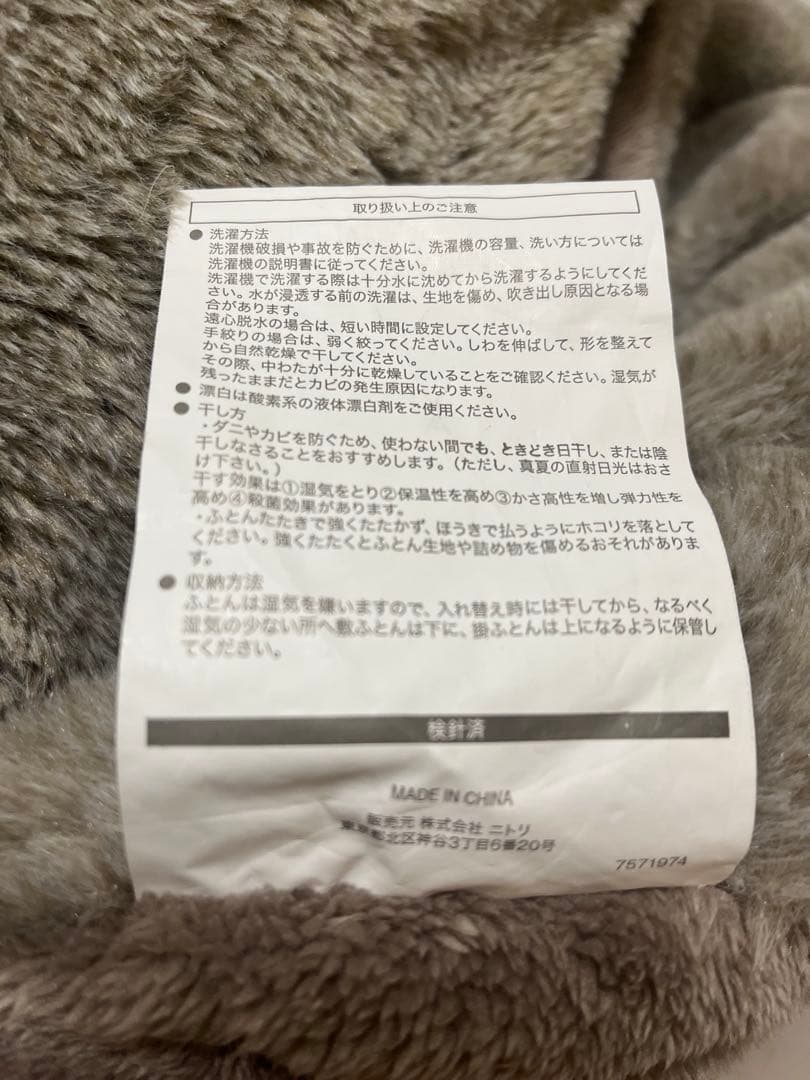 取り扱い上のご注意
● 洗濯方法
洗濯機破損や事故を防ぐために、洗濯機の容量、洗い方については
洗濯機の説明書に従ってください。
洗濯機で洗濯する際は十分水に沈めてから洗濯するようにしてくだ
さい。水が浸透する前の洗濯は、生地を傷め、吹き出し原因となる場
合があります。
遠心脱水の場合は、短い時間に設定してください。
手絞りの場合は、弱く絞ってください。しわを伸ばして、形を整えて
から自然乾燥で干してください。
その際、中わたが十分に乾燥していることをご確認ください。湿気が
残ったままだとカビの発生原因になります。
● 漂白は酸素系の液体漂白剤をご使用ください。
● 干し方
・ダニやカビを防ぐため、使わない間でも、ときどき日干し、または陰
干しなさることをおすすめします。（ただし、真夏の直射日光はおさ
け下さい。）
干す効果は①湿気をとり②保温性を高め③かさ高性を増し弾力性を
高め④殺菌効果があります。
・ふとんたたきで強くたたかず、ほうきで払うようにホコリを落として
ください。強くたたくとふとん生地や詰め物を傷めるおそれがありま
す。
● 収納方法
ふとんは湿気を嫌いますので、入れ替え時には干してから、なるべく
湿気の少ない所へ敷ふとんは下に、掛ふとんは上になるように保管し
てください。
検針済
MADE IN CHINA
販売元 株式会社 ニトリ
東京都北区神谷3丁目6番20号
7571974